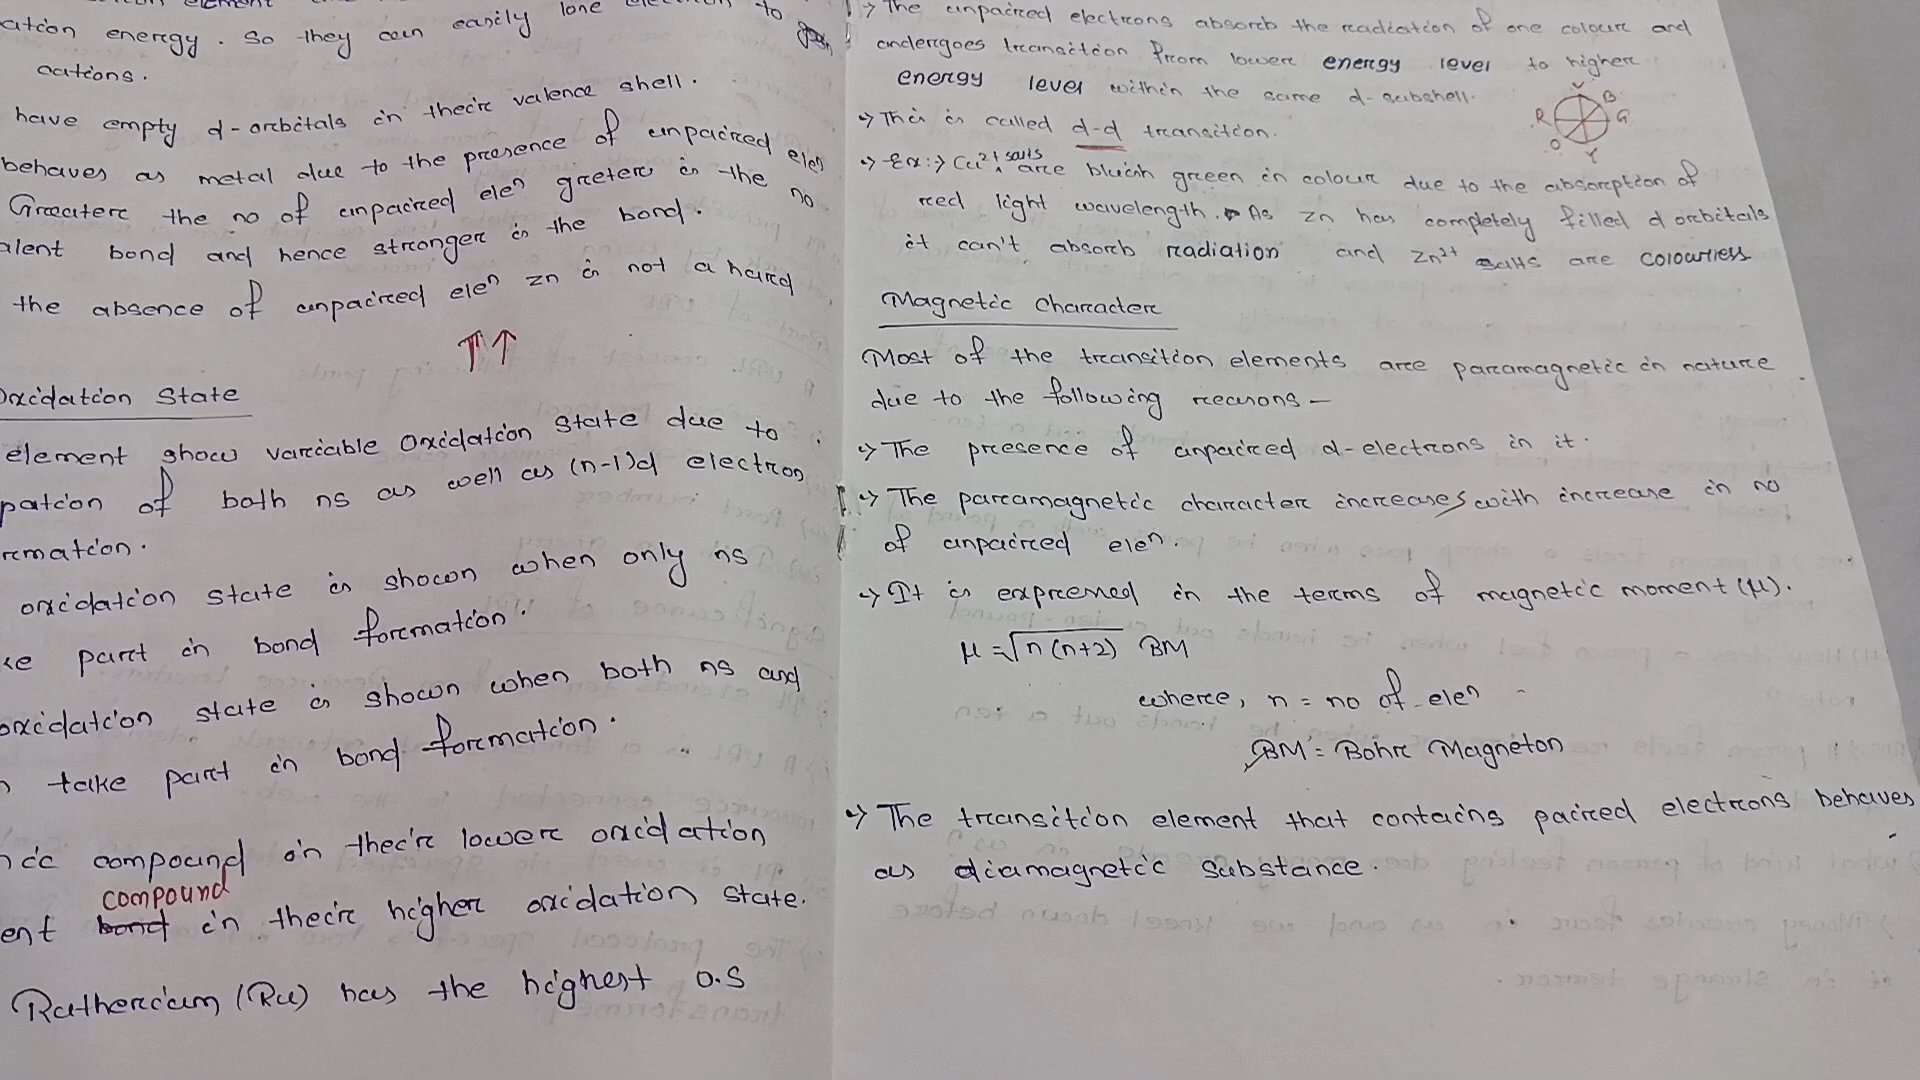 ation energy. So they can easily lone electron to
cations.
have empty d-orbitals in their valence shell.
behaves as metal due to the presence of unpaired elen
Greater the no of unpaired elen greter is the no
alent bond and hence stronger is the bond.
the absence of unpaired elen zn is not a hard
↑↑
Oxidation State
element show variable Oxidation State due to
pation of both ns as well as (n-1)d electron
rmation.
oxidation state is shown when only ns
ke part in bond formation.
oxidation state is shown when both ns and
n take part in bond formation.
nic compound in their lower oxidation
compound
ent bond in their higher oxidation state.
Rutherium (Ru) has the highest O.S
→ The unpaired electrons absorb the radiation of one colour and
undergoes transition from lower energy level to higher
energy level within the same d-subshell.
V
B
R
G
O
Y
→ This is called d-d transition.
→ Ex:→ Cu2+ salts are bluish green in colour due to the absorption of
red light wavelength. As Zn has completely filled d orbitals
it can't absorb radiation and Zn2+ salts are colourless
Magnetic Character
Most of the transition elements are paramagnetic in nature
due to the following reasons —
→ The presence of unpaired d-electrons in it.
→ The paramagnetic character increases with increase in no
of unpaired elen.
→ It is expressed in the terms of magnetic moment (μ).
μ = √n(n+2) BM
where, n = no of elen
BM = Bohr Magneton
→ The transition element that contains paired electrons behaves
as diamagnetic substance.